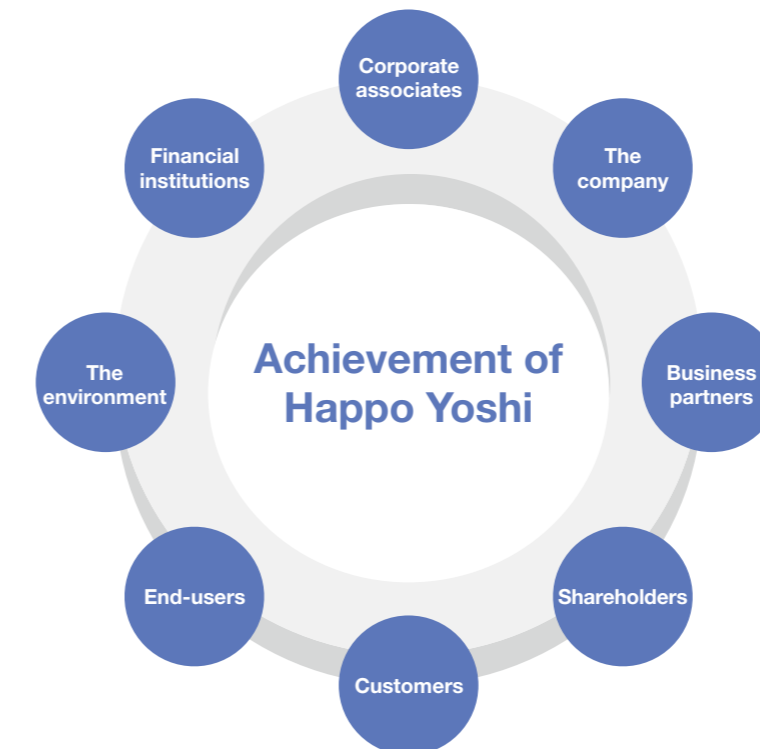 Corporate
associates
Financial
institutions
The
company
Achievement of
Happo Yoshi
The
environment
Business
partners
End-users
Shareholders
Customers